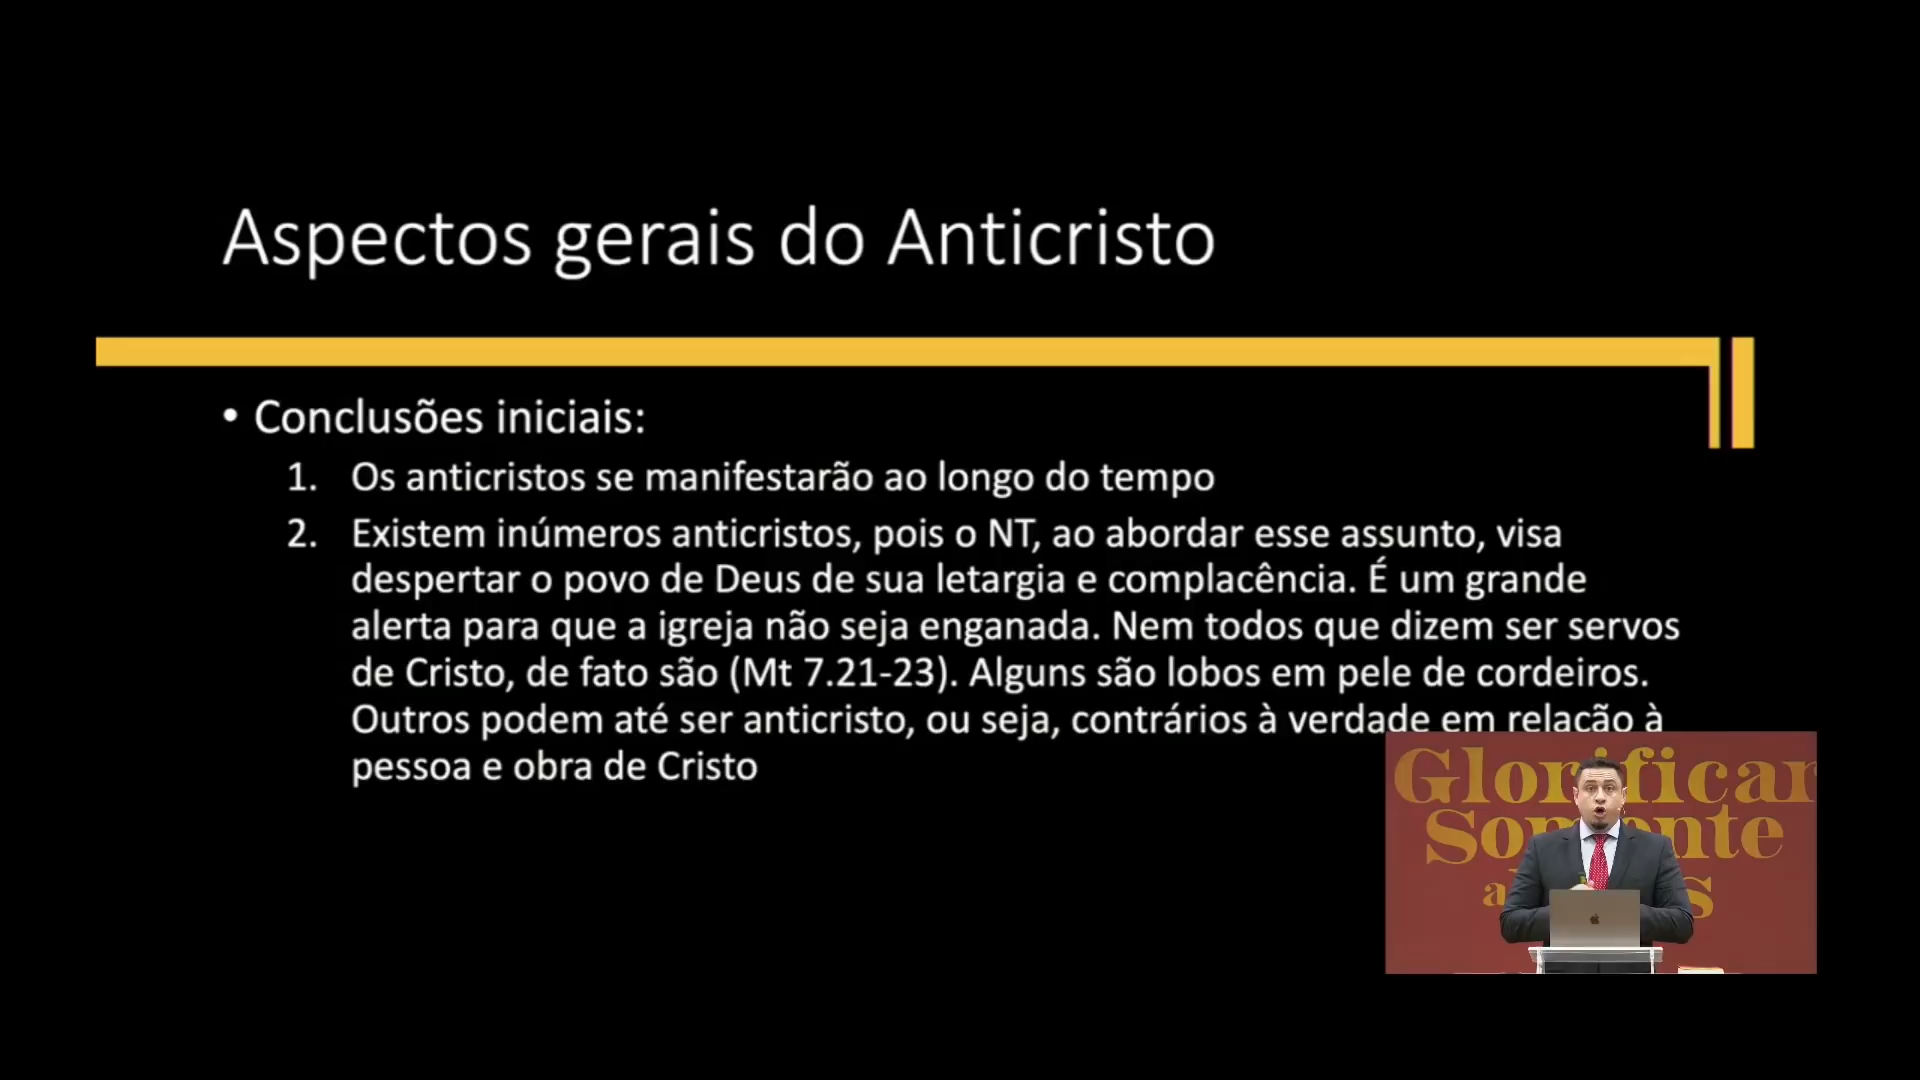 Aspectos gerais do Anticristo
• Conclusões iniciais:
1. Os anticristos se manifestarão ao longo do tempo
2. Existem inúmeros anticristos, pois o NT, ao abordar esse assunto, visa
despertar o povo de Deus de sua letargia e complacência. É um grande
alerta para que a igreja não seja enganada. Nem todos que dizem ser servos
de Cristo, de fato são (Mt 7.21-23). Alguns são lobos em pele de cordeiros.
Outros podem até ser anticristo, ou seja, contrários à verdade em relação à
pessoa e obra de Cristo
Glorificar
Somente